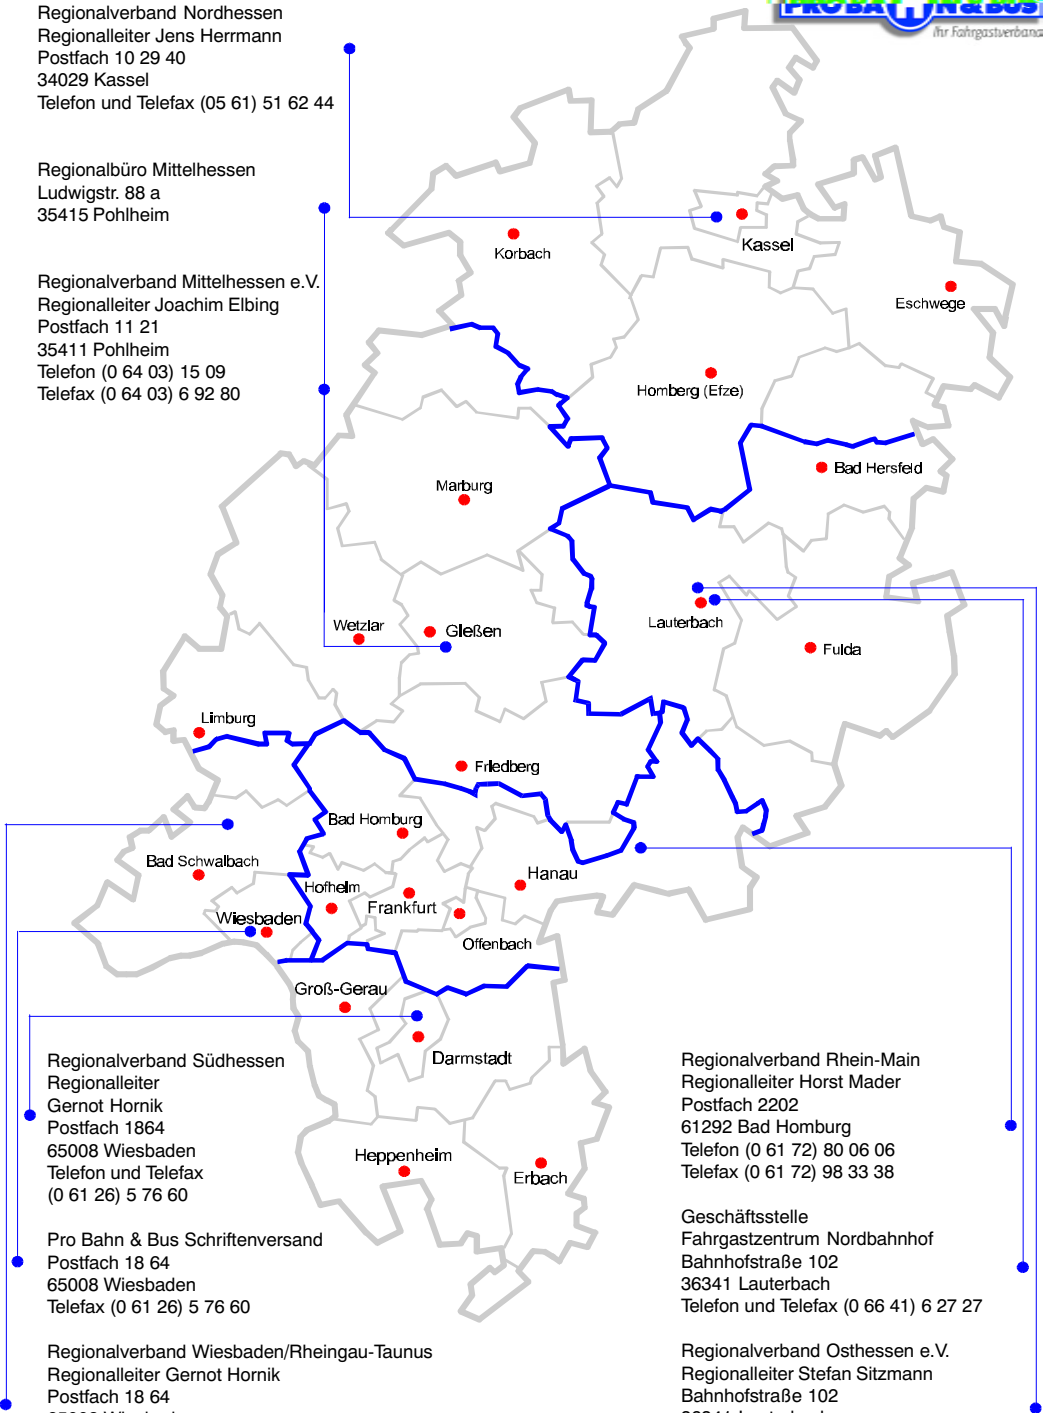 Regionalverband Nordhessen
Regionalleiter Jens Herrmann
Postfach 10 29 40
34029 Kassel
Telefon und Telefax (05 61) 51 62 44
PRO BAHN & BUS
Ihr Fahrgastverband
Regionalbüro Mittelhessen
Ludwigstr. 88 a
35415 Pohlheim
Regionalverband Mittelhessen e.V.
Regionalleiter Joachim Elbing
Postfach 11 21
35411 Pohlheim
Telefon (0 64 03) 15 09
Telefax (0 64 03) 6 92 80
Kassel
Korbach
Eschwege
Homberg (Efze)
Bad Hersfeld
Marburg
Lauterbach
Wetzlar
Gießen
Fulda
Limburg
Friedberg
Bad Homburg
Bad Schwalbach
Hanau
Hofheim
Frankfurt
Wiesbaden
Offenbach
Groß-Gerau
Darmstadt
Heppenheim
Erbach
Regionalverband Südhessen
Regionalleiter
Gernot Hornik
Postfach 1864
65008 Wiesbaden
Telefon und Telefax
(0 61 26) 5 76 60
Pro Bahn & Bus Schriftenversand
Postfach 18 64
65008 Wiesbaden
Telefax (0 61 26) 5 76 60
Regionalverband Wiesbaden/Rheingau-Taunus
Regionalleiter Gernot Hornik
Postfach 18 64
Regionalverband Rhein-Main
Regionalleiter Horst Mader
Postfach 2202
61292 Bad Homburg
Telefon (0 61 72) 80 06 06
Telefax (0 61 72) 98 33 38
Geschäftsstelle
Fahrgastzentrum Nordbahnhof
Bahnhofstraße 102
36341 Lauterbach
Telefon und Telefax (0 66 41) 6 27 27
Regionalverband Osthessen e.V.
Regionalleiter Stefan Sitzmann
Bahnhofstraße 102